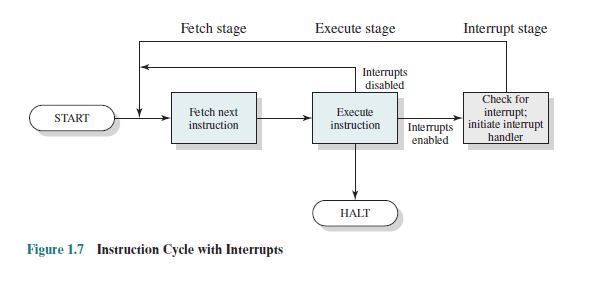 Fetch stage
Execute stage
Interrupt stage
Interrupts
disabled
START
Fetch next
instruction
Execute
instruction
Interrupts
enabled
Check for
interrupt;
initiate interrupt
handler
HALT
Figure 1.7 Instruction Cycle with Interrupts